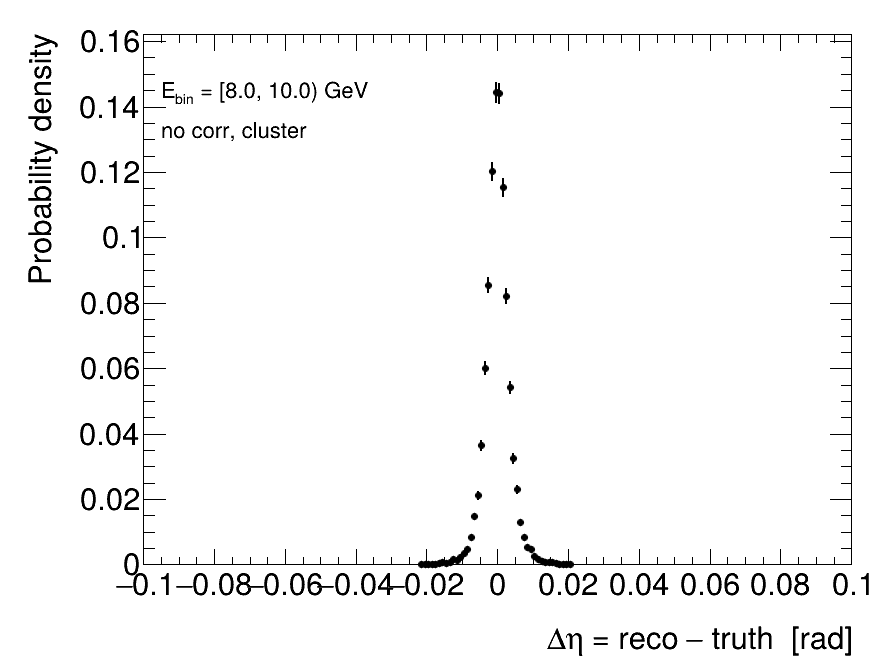 Probability density
0.16
0.14
0.12
0.1
0.08
0.06
0.04
0.02
0
E_bin = [8.0, 10.0) GeV
no corr, cluster
−0.1 −0.08 −0.06 −0.04 −0.02 0 0.02 0.04 0.06 0.08 0.1
Δη = reco − truth [rad]